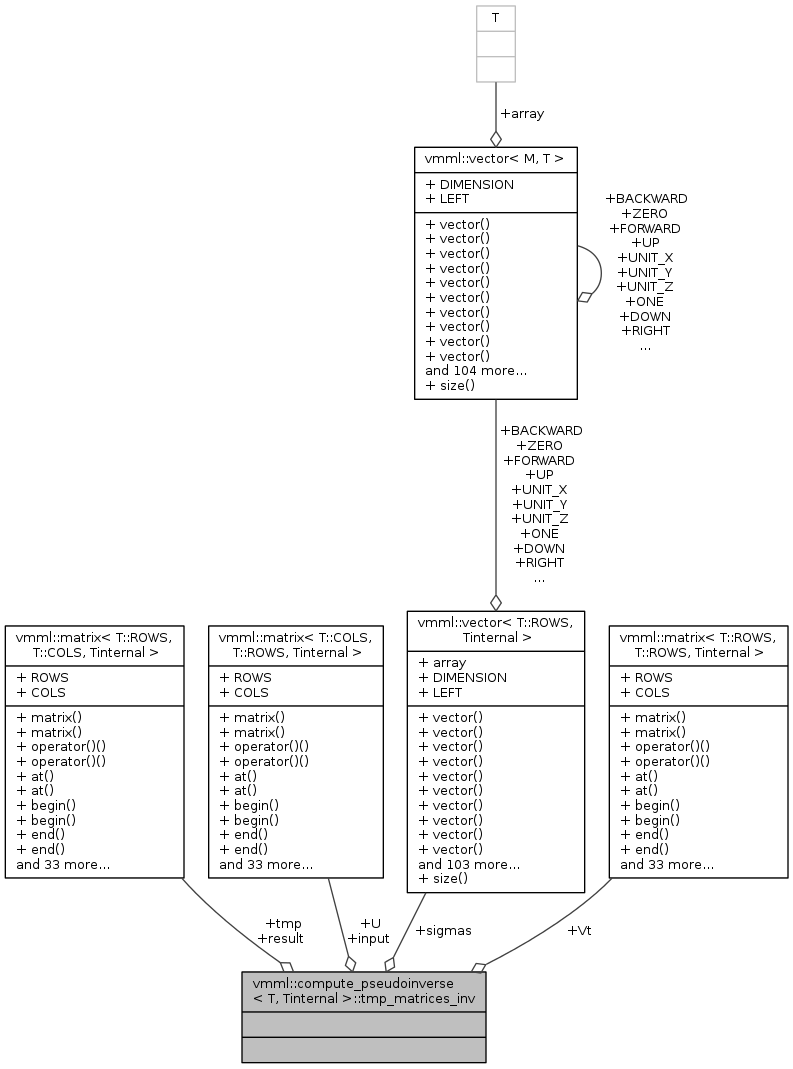 T
+array
vmml::vector< M, T >
+ DIMENSION
+ LEFT
+ vector()
+ vector()
+ vector()
+ vector()
+ vector()
+ vector()
+ vector()
+ vector()
+ vector()
+ vector()
and 104 more...
+ size()
+BACKWARD
+ZERO
+FORWARD
+UP
+UNIT_X
+UNIT_Y
+UNIT_Z
+ONE
+DOWN
+RIGHT
...
+BACKWARD
+ZERO
+FORWARD
+UP
+UNIT_X
+UNIT_Y
+UNIT_Z
+ONE
+DOWN
+RIGHT
...
vmml::matrix< T::ROWS,
T::COLS, Tinternal >
+ ROWS
+ COLS
+ matrix()
+ matrix()
+ operator()()
+ operator()()
+ at()
+ at()
+ begin()
+ begin()
+ end()
+ end()
and 33 more...
vmml::matrix< T::COLS,
T::ROWS, Tinternal >
+ ROWS
+ COLS
+ matrix()
+ matrix()
+ operator()()
+ operator()()
+ at()
+ at()
+ begin()
+ begin()
+ end()
+ end()
and 33 more...
vmml::vector< T::ROWS,
Tinternal >
+ array
+ DIMENSION
+ LEFT
+ vector()
+ vector()
+ vector()
+ vector()
+ vector()
+ vector()
+ vector()
+ vector()
+ vector()
+ vector()
and 103 more...
+ size()
vmml::matrix< T::ROWS,
T::ROWS, Tinternal >
+ ROWS
+ COLS
+ matrix()
+ matrix()
+ operator()()
+ operator()()
+ at()
+ at()
+ begin()
+ begin()
+ end()
+ end()
and 33 more...
+tmp
+result
+U
+input
+sigmas
+Vt
vmml::compute_pseudoinverse
< T, Tinternal >::tmp_matrices_inv